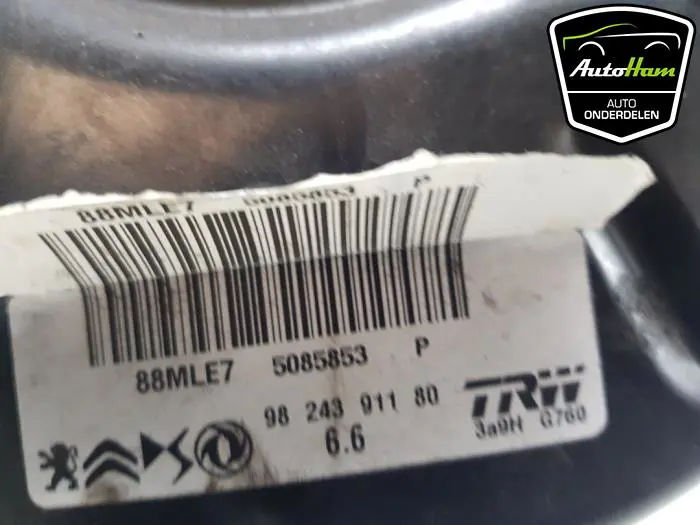 AutoHam
AUTO
ONDERDELEN
88MLE7 P
88MLE7 5085853 P
98 243 911 80
6.6
TRW
3a9H G760